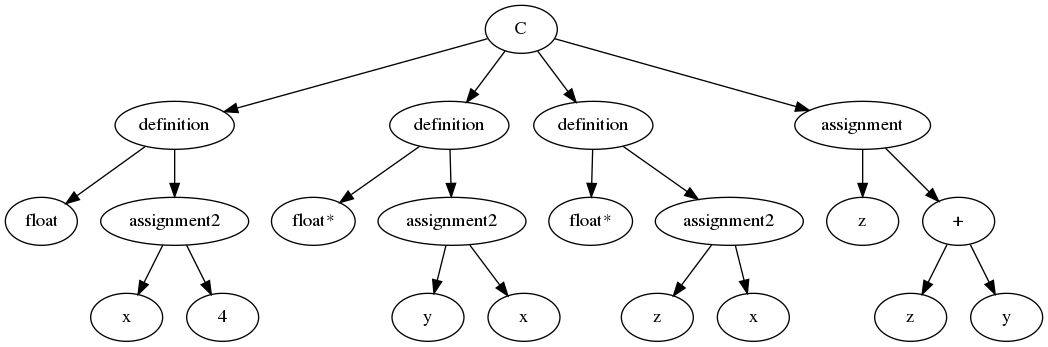 C
definition definition definition assignment
float assignment2 float* assignment2 float* assignment2 z +
x 4 y x z x z y